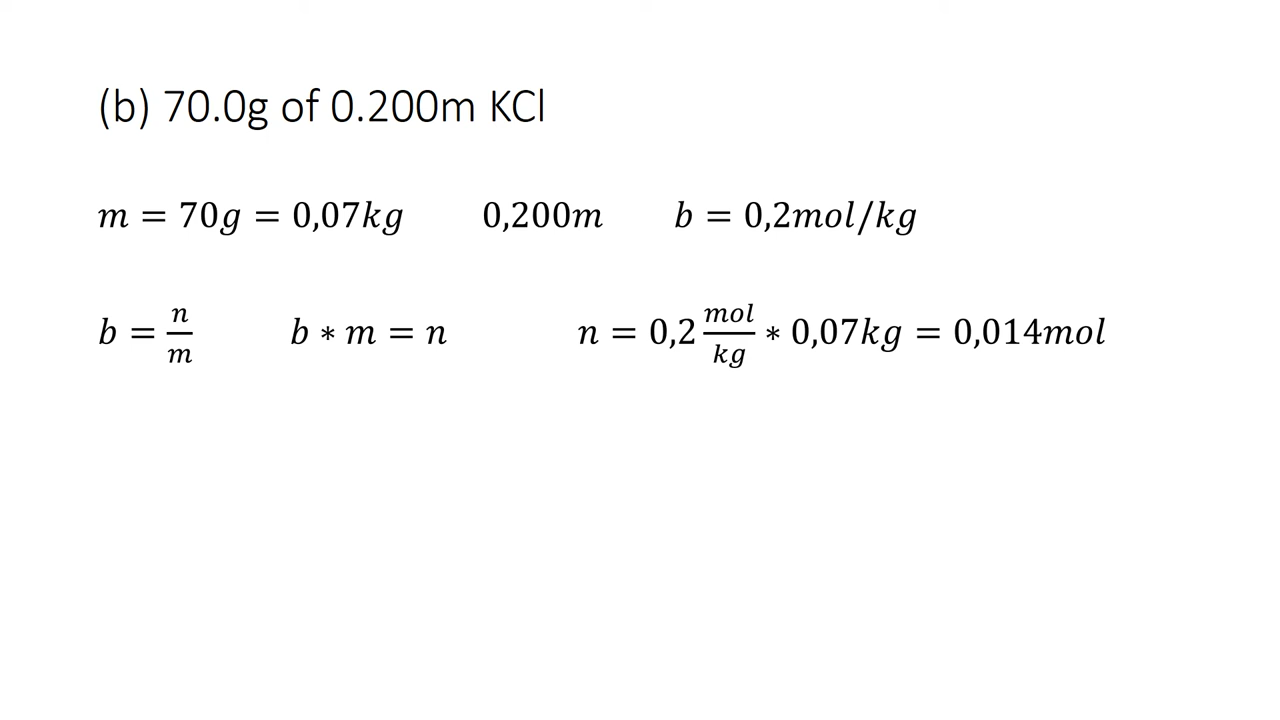 (b) 70.0g of 0.200m KCl
m = 70g = 0,07kg 0,200m b = 0,2mol/kg
b = n/m b ∗ m = n n = 0,2 mol/kg ∗ 0,07kg = 0,014mol